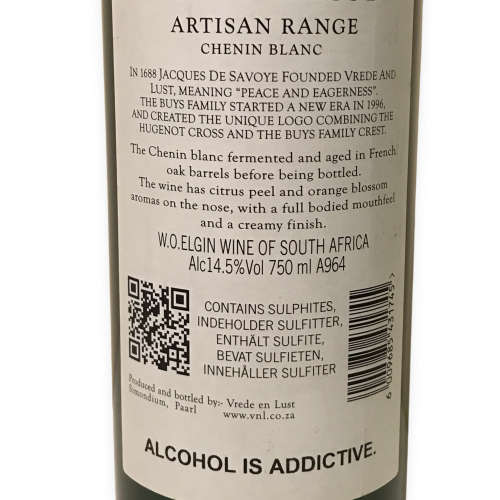 ARTISAN RANGE
CHENIN BLANC
IN 1688 JACQUES DE SAVOYE FOUNDED VREDE AND
LUST, MEANING “PEACE AND EAGERNESS”.
THE BUYS FAMILY STARTED A NEW ERA IN 1996,
AND CREATED THE UNIQUE LOGO COMBINING THE
HUGENOT CROSS AND THE BUYS FAMILY CREST.
The Chenin blanc fermented and aged in French
oak barrels before being bottled.
The wine has citrus peel and orange blossom
aromas on the nose, with a full bodied mouthfeel
and a creamy finish.
W.O.ELGIN WINE OF SOUTH AFRICA
Alc14.5%Vol 750 ml A964
CONTAINS SULPHITES,
INDEHOLDER SULFITTER,
ENTHÄLT SULFITE,
BEVAT SULFIETEN,
INNEHÅLLER SULFITER
6 009685 431745 >
Produced and bottled by:- Vrede en Lust
Simondium, Paarl
www.vnl.co.za
ALCOHOL IS ADDICTIVE.